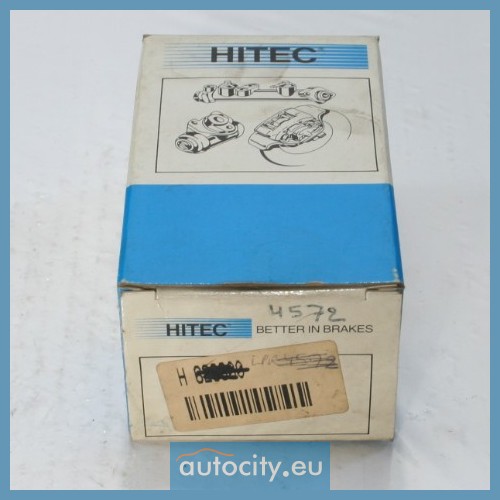 HITEC
4572
HITEC BETTER IN BRAKES
H
autocity.eu